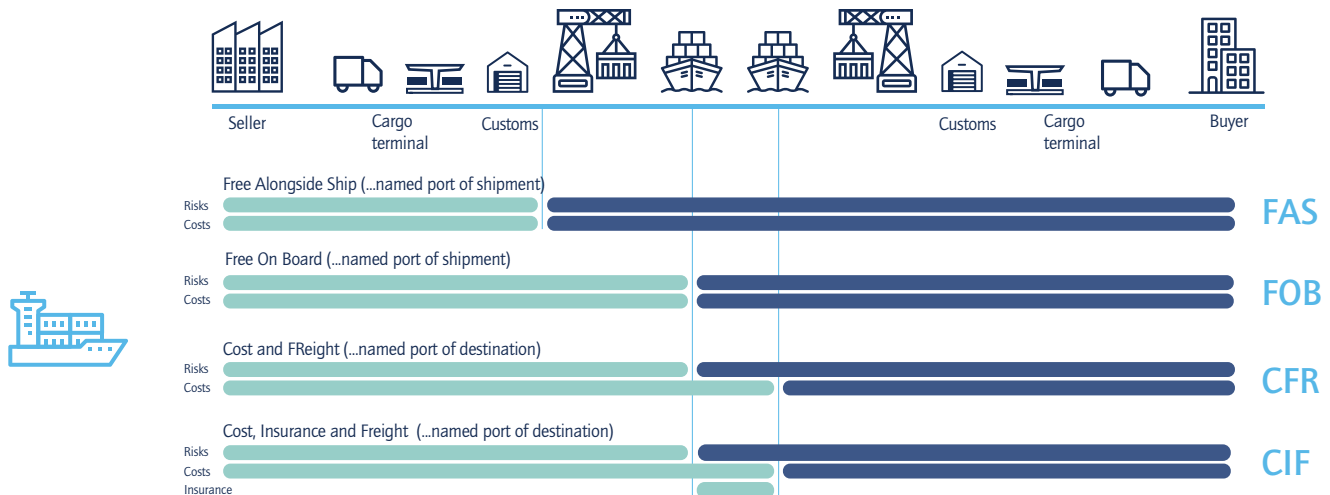 Seller
Cargo
terminal
Customs
Customs
Cargo
terminal
Buyer
Free Alongside Ship (...named port of shipment)
Risks
Costs
FAS
Free On Board (...named port of shipment)
Risks
Costs
FOB
Cost and FReight (...named port of destination)
Risks
Costs
CFR
Cost, Insurance and Freight (...named port of destination)
Risks
Costs
Insurance
CIF